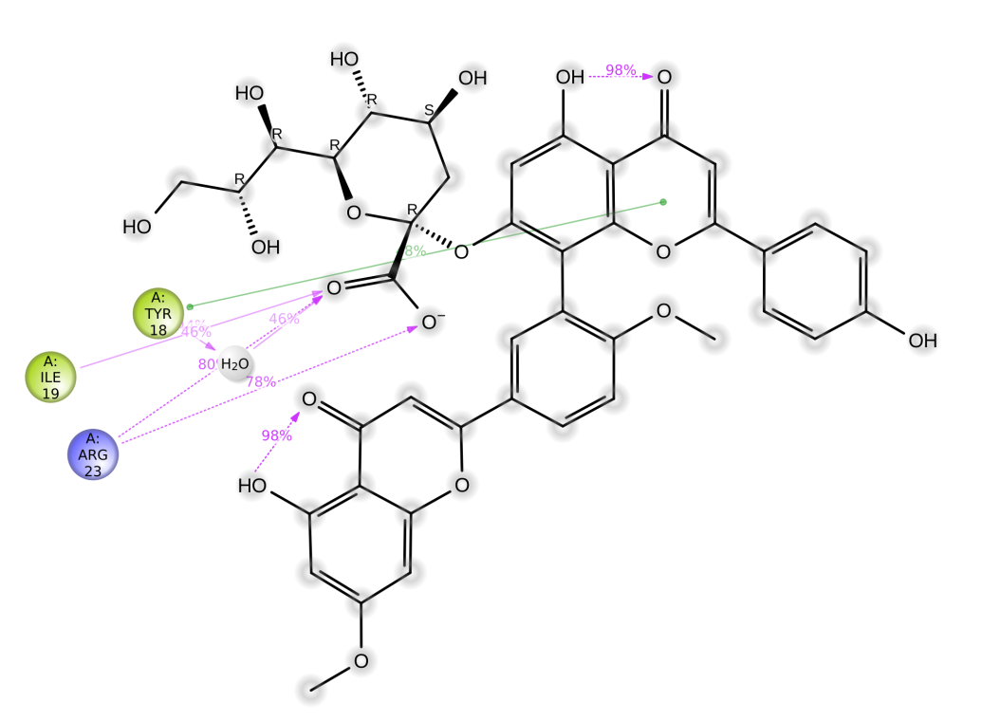 HO
OH
HO
R
S
R
R
R
HO
OH
O
R
O
O
O⁻
OH
98%
O
O
O
OH
8%
A:
TYR
18
46%
46%
H₂O
80
78%
A:
ILE
19
A:
ARG
23
O
98%
HO
O
O